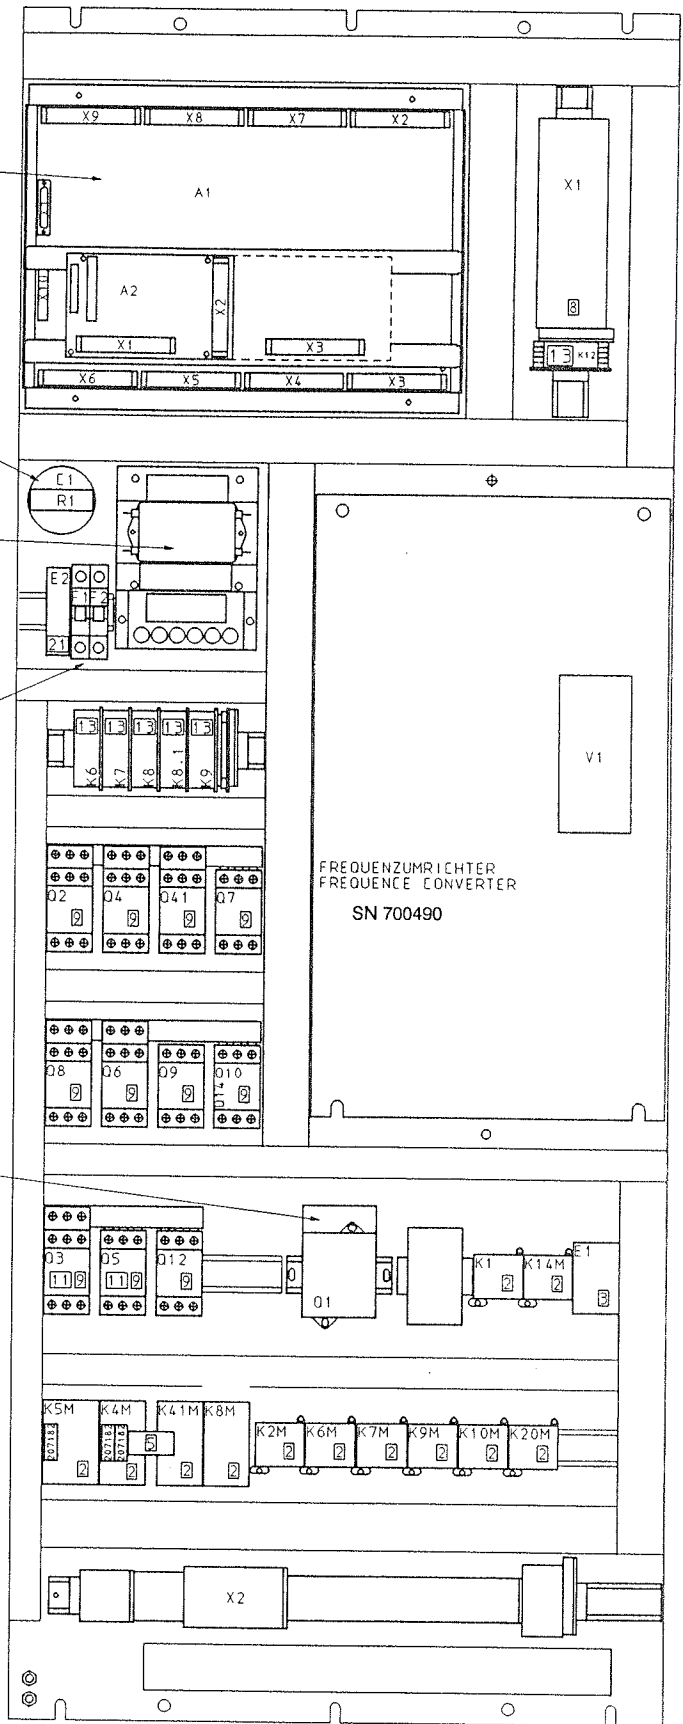 X9 X8 X7 X2
A1
X1
A2
X2
X1
X3
8
13 K12
X6 X5 X4 X3
C1
R1
E2 F1 F2
21
13 13 13 13 13
K6 K7 K8 K8.1 K9
V1
FREQUENZUMRICHTER
FREQUENCE CONVERTER
SN 700490
Q2 Q4 Q41 Q7
9 9 9 9
Q8 Q6 Q9 Q10
Q14
9 9 9 9
Q3 Q5 Q12
11 9 11 9 9
Q1
K1 K14M E1
2 2 3
K5M K4M K41M K8M
207182 207182 207182
5
2 2 2 2
K2M K6M K7M K9M K10M K20M
2 2 2 2 2 2
X2